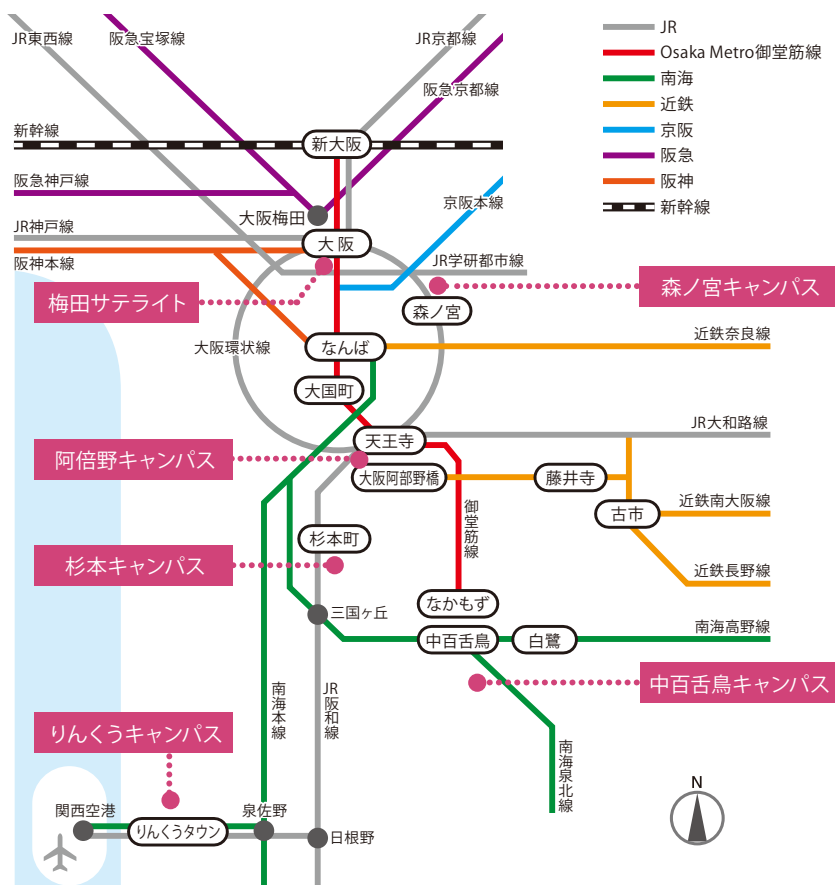 JR東西線
阪急宝塚線
JR京都線
阪急京都線
JR
Osaka Metro御堂筋線
南海
近鉄
京阪
阪急
阪神
新幹線
新幹線
新大阪
阪急神戸線
大阪梅田
京阪本線
JR神戸線
大阪
阪神本線
JR学研都市線
梅田サテライト
森ノ宮キャンパス
森ノ宮
大阪環状線
なんば
近鉄奈良線
大国町
JR大和路線
天王寺
阿倍野キャンパス
大阪阿部野橋
藤井寺
古市
近鉄南大阪線
御堂筋線
杉本町
杉本キャンパス
近鉄長野線
なかもず
三国ヶ丘
中百舌鳥
白鷺
南海高野線
中百舌鳥キャンパス
南海本線
JR阪和線
りんくうキャンパス
南海泉北線
関西空港
りんくうタウン
泉佐野
日根野
N